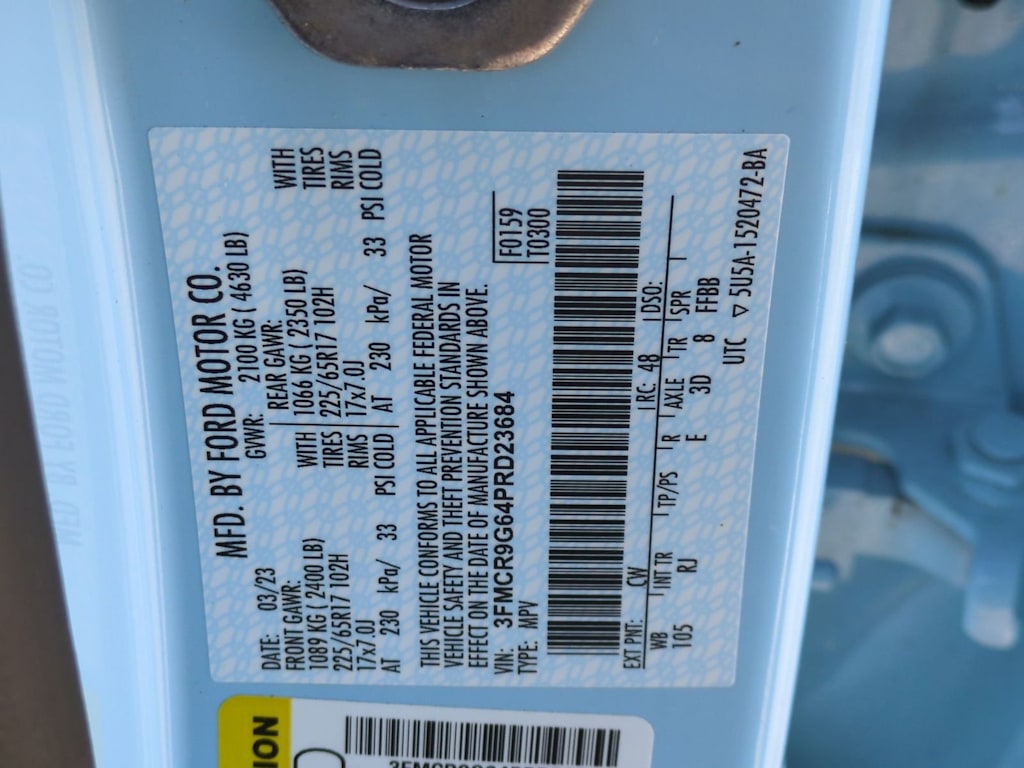 MFD. BY FORD MOTOR CO.
DATE: 03/23 GWVR: 2100 KG ( 4630 LB)
FRONT GAWR: REAR GAWR: WITH
1089 KG ( 2400 LB) WITH 1066 KG ( 2350 LB) TIRES
225/65R17 102H TIRES 225/65R17 102H RIMS
17x7.0J RIMS 17x7.0J
AT 230 kPa/ 33 PSI COLD AT 230 kPa/ 33 PSI COLD
THIS VEHICLE CONFORMS TO ALL APPLICABLE FEDERAL MOTOR
VEHICLE SAFETY AND THEFT PREVENTION STANDARDS IN
EFFECT ON THE DATE OF MANUFACTURE SHOWN ABOVE.
VIN: 3FMCR9G64PRD23684 F0159
TYPE: MPV T0300
EXT PNT: CW RC: 48 DSO:
WB INT TR TP/PS R AXLE TR SPR
105 RJ E 3D 8 FFBB
UTC ▽ 5U5A-1520472-BA